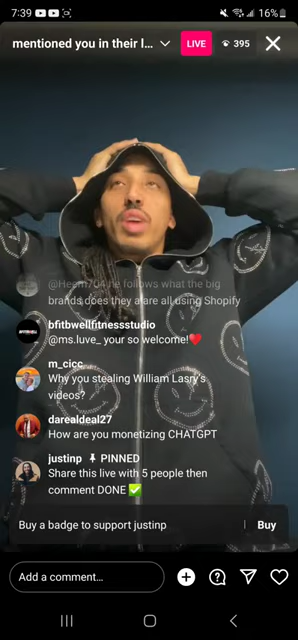 7:39
16%
mentioned you in their l...
LIVE
395
@Heem704 he follows what the big
brands does they a are all using Shopify
bfitbwellfitnessstudio
@ms.luve_ your so welcome!❤️
m_cicc
Why you stealing William Lasry's
videos?
darealdeal27
How are you monetizing CHATGPT
justinp PINNED
Share this live with 5 people then
comment DONE ✅
Buy a badge to support justinp
Buy
Add a comment...